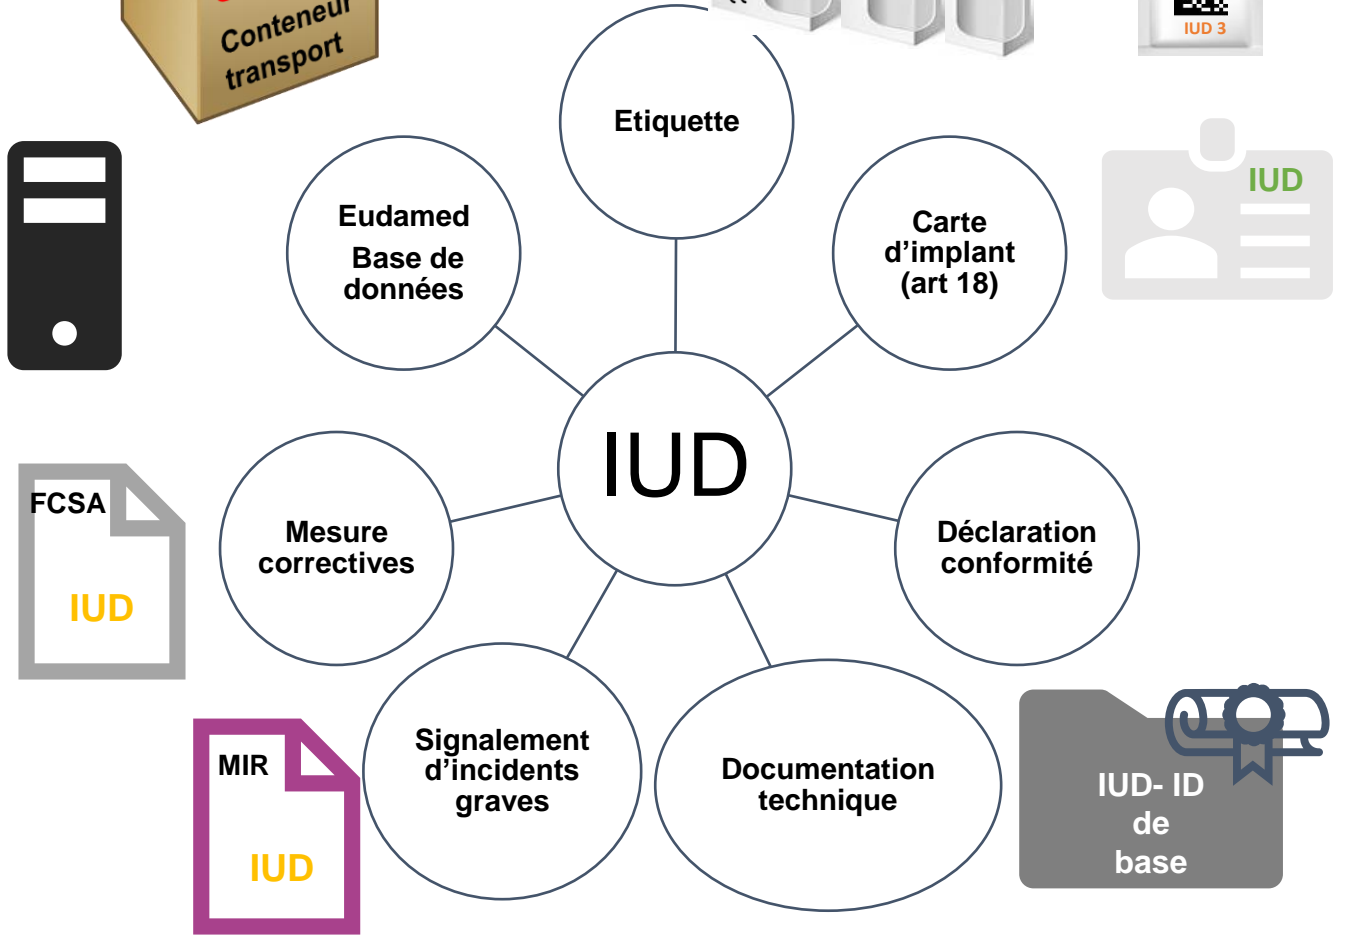 Conteneur
transport
IUD 3
Etiquette
Eudamed
Base de
données
Carte
d'implant
(art 18)
IUD
IUD
FCSA
IUD
Mesure
correctives
Déclaration
conformité
MIR
IUD
Signalement
d'incidents
graves
Documentation
technique
IUD- ID
de
base